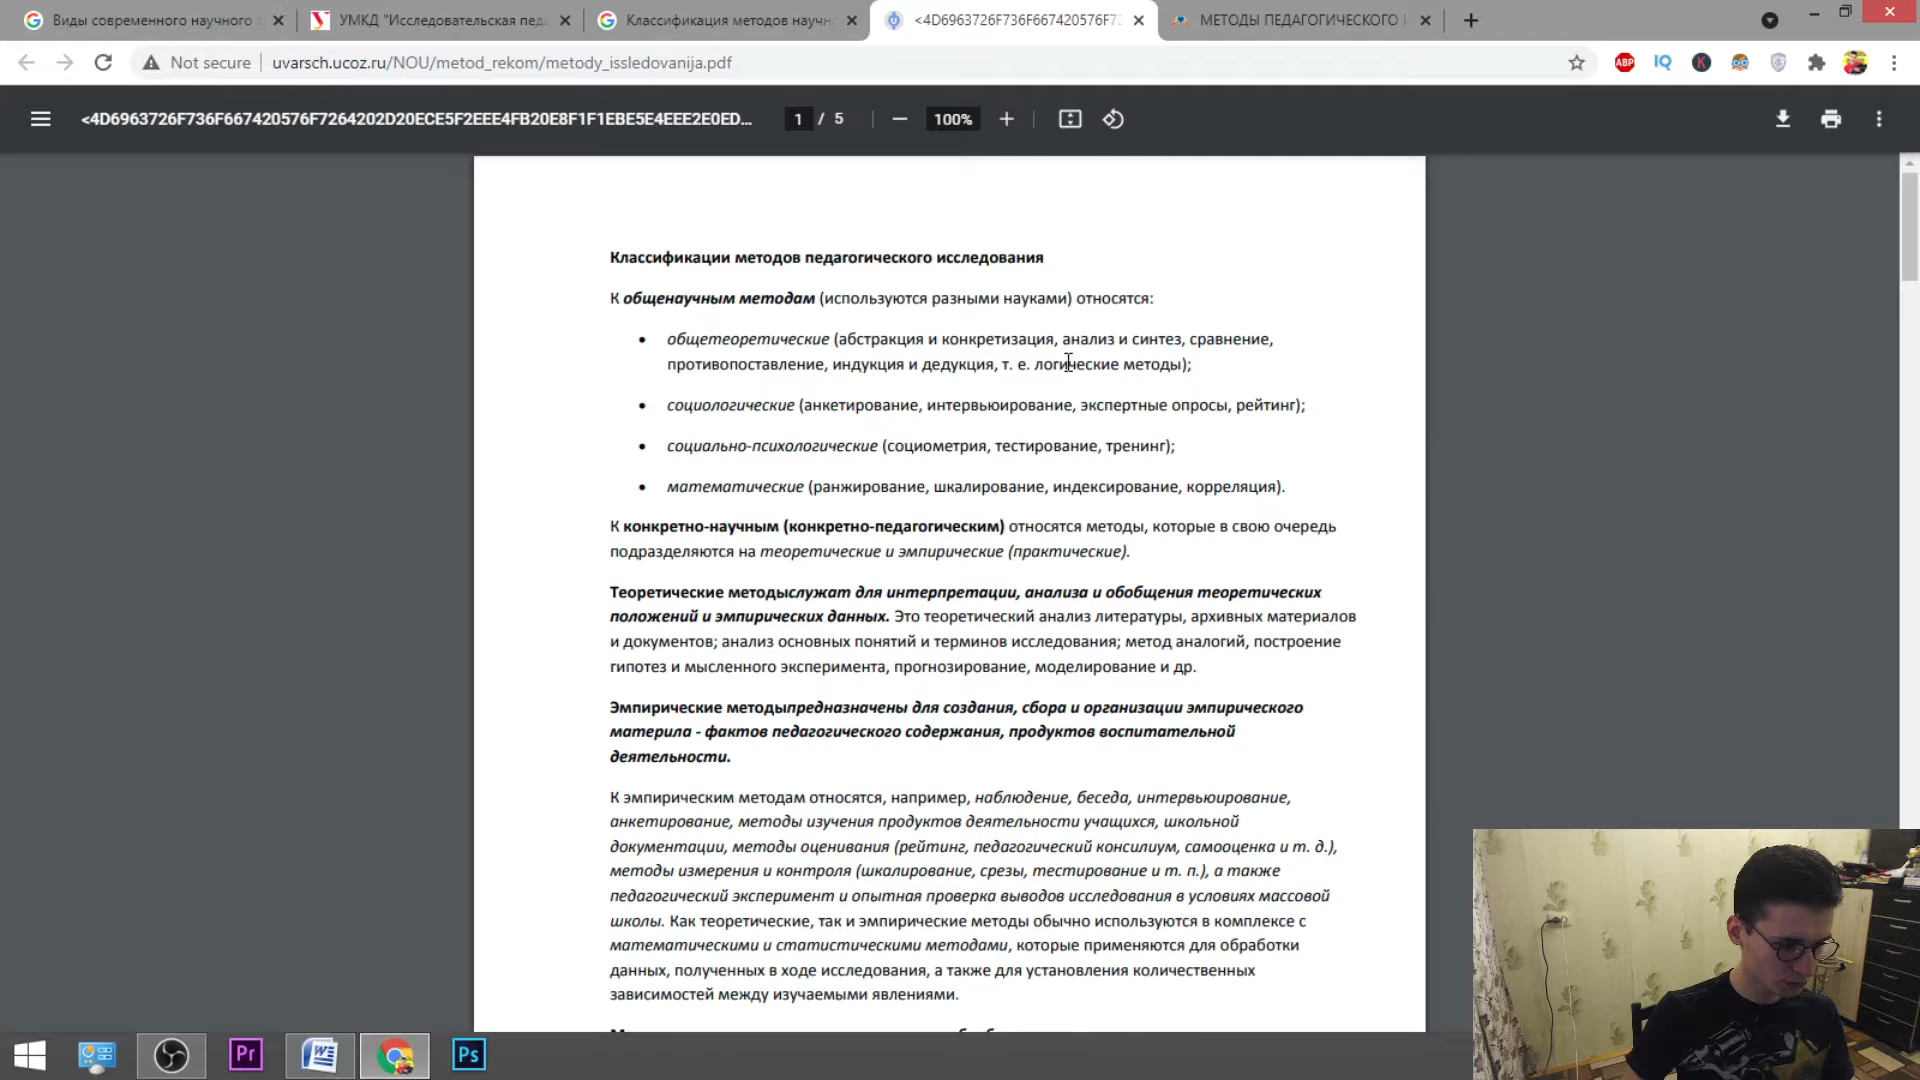 Виды современного научного
УМКД "Исследовательская пед
Классификация методов научн
<4D6963726F736F667420576F72
МЕТОДЫ ПЕДАГОГИЧЕСКОГО И
Not secure
uvarsch.ucoz.ru/NOU/metod_rekom/metody_issledovanija.pdf
ABP
IQ
K
<4D6963726F736F667420576F7264202D20ECE5F2EEE4FB20E8F1F1EBE5E4EEE2E0ED...
1 / 5
100%
Классификации методов педагогического исследования
К общенаучным методам (используются разными науками) относятся:
• общетеоретические (абстракция и конкретизация, анализ и синтез, сравнение,
противопоставление, индукция и дедукция, т. е. логические методы);
• социологические (анкетирование, интервьюирование, экспертные опросы, рейтинг);
• социально-психологические (социометрия, тестирование, тренинг);
• математические (ранжирование, шкалирование, индексирование, корреляция).
К конкретно-научным (конкретно-педагогическим) относятся методы, которые в свою очередь
подразделяются на теоретические и эмпирические (практические).
Теоретические методыслужат для интерпретации, анализа и обобщения теоретических
положений и эмпирических данных. Это теоретический анализ литературы, архивных материалов
и документов; анализ основных понятий и терминов исследования; метод аналогий, построение
гипотез и мысленного эксперимента, прогнозирование, моделирование и др.
Эмпирические методыпредназначены для создания, сбора и организации эмпирического
материла - фактов педагогического содержания, продуктов воспитательной
деятельности.
К эмпирическим методам относятся, например, наблюдение, беседа, интервьюирование,
анкетирование, методы изучения продуктов деятельности учащихся, школьной
документации, методы оценивания (рейтинг, педагогический консилиум, самооценка и т. д.),
методы измерения и контроля (шкалирование, срезы, тестирование и т. п.), а также
педагогический эксперимент и опытная проверка выводов исследования в условиях массовой
школы. Как теоретические, так и эмпирические методы обычно используются в комплексе с
математическими и статистическими методами, которые применяются для обработки
данных, полученных в ходе исследования, а также для установления количественных
зависимостей между изучаемыми явлениями.
Pr
W
Ps